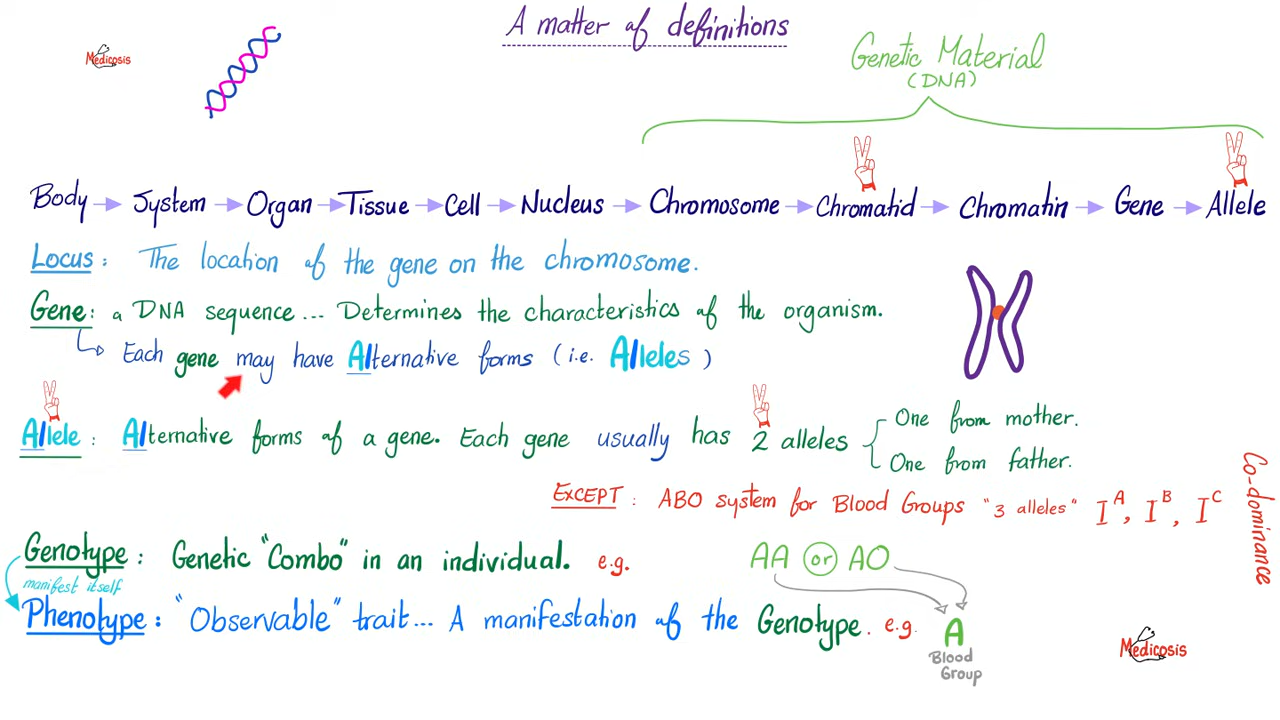 A matter of definitions
Medicosis
Genetic Material
(DNA)
Body → System → Organ → Tissue → Cell → Nucleus → Chromosome → Chromatid → Chromatin → Gene → Allele
Locus: The location of the gene on the chromosome.
Gene: a DNA sequence... Determines the characteristics of the organism.
Each gene may have Alternative forms (i.e. Alleles)
Allele: Alternative forms of a gene. Each gene usually has 2 alleles
One from mother.
One from father.
EXCEPT: ABO system for Blood Groups "3 alleles" I^A, I^B, I^C
Co-dominance
Genotype: Genetic "Combo" in an individual. e.g. AA or AO
manifest itself
Phenotype: "Observable" trait... A manifestation of the Genotype. e.g. A
Blood
Group
Medicosis